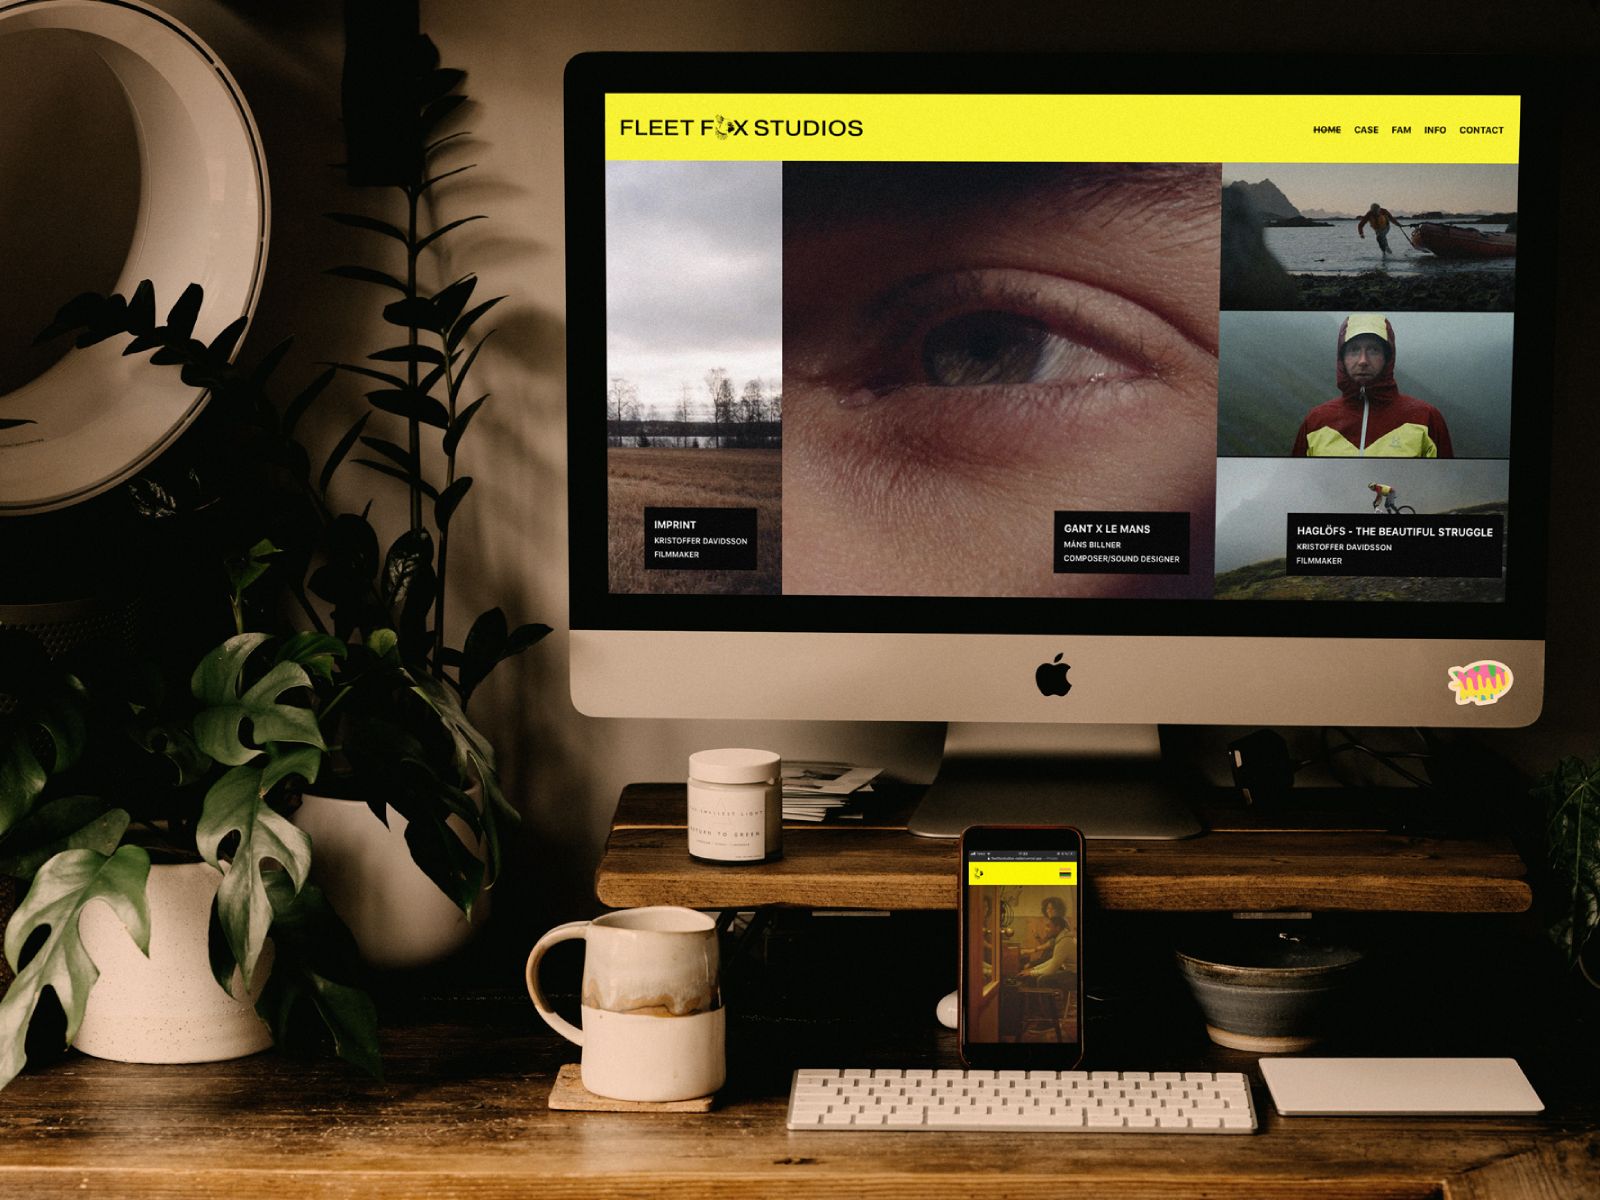 FLEET FOX STUDIOS
HOME CASE FAM INFO CONTACT
IMPRINT
KRISTOFFER DAVIDSSON
FILMMAKER
GANT X LE MANS
MÅNS BILLNER
COMPOSER/SOUND DESIGNER
HAGLÖFS - THE BEAUTIFUL STRUGGLE
KRISTOFFER DAVIDSSON
FILMMAKER
SMALLEST LIGHT
RETURN TO GREEN